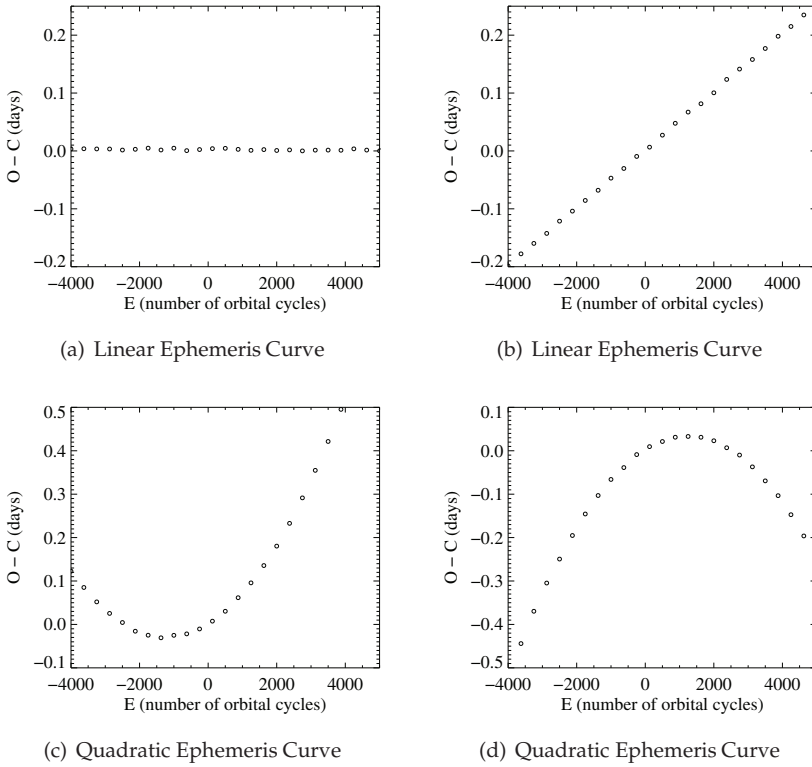 0.2
0.1
0.0
−0.1
−0.2
O − C (days)
−4000 −2000 0 2000 4000
E (number of orbital cycles)
(a) Linear Ephemeris Curve
0.2
0.1
0.0
−0.1
−0.2
O − C (days)
−4000 −2000 0 2000 4000
E (number of orbital cycles)
(b) Linear Ephemeris Curve
0.5
0.4
0.3
0.2
0.1
0.0
−0.1
O − C (days)
−4000 −2000 0 2000 4000
E (number of orbital cycles)
(c) Quadratic Ephemeris Curve
0.1
0.0
−0.1
−0.2
−0.3
−0.4
−0.5
O − C (days)
−4000 −2000 0 2000 4000
E (number of orbital cycles)
(d) Quadratic Ephemeris Curve